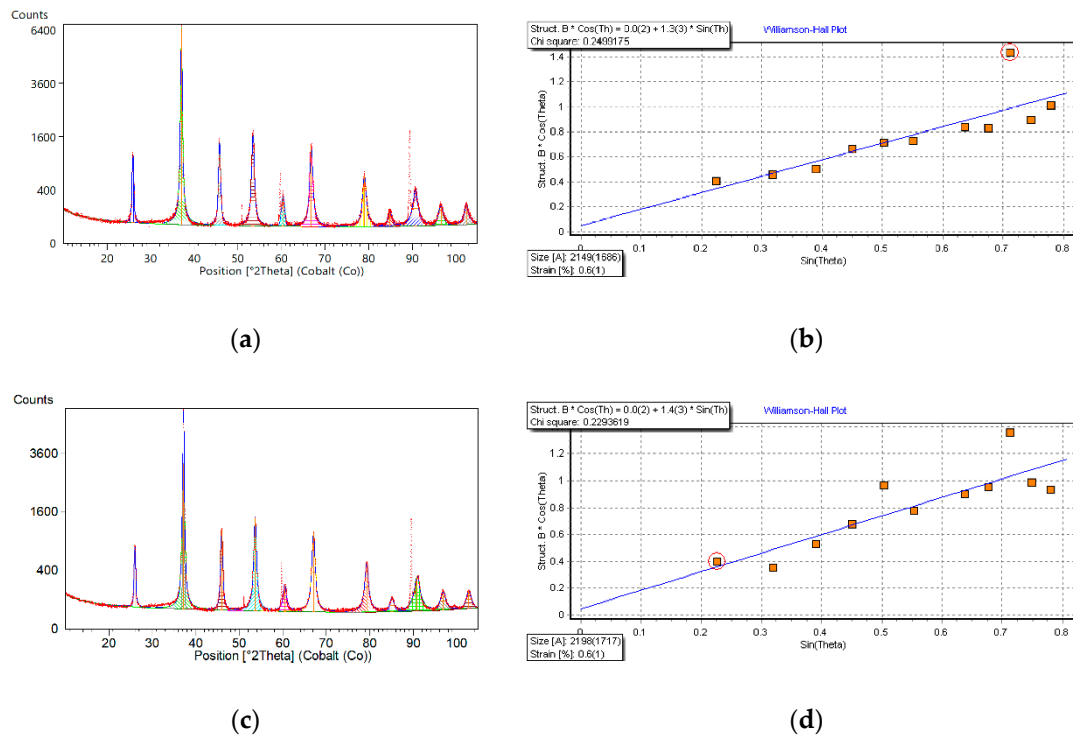 Counts
6400
3600
1600
400
0
20 30 40 50 60 70 80 90 100
Position [°2Theta] (Cobalt (Co))
(a)
Struct. B * Cos(Th) = 0.0(2) + 1.3(3) * Sin(Th)
Chi square: 0.2499175
Williamson-Hall Plot
Struct. B * Cos(Theta)
1.4
1.2
1
0.8
0.6
0.4
0.2
0
0 0.1 0.2 0.3 0.4 0.5 0.6 0.7 0.8
Sin(Theta)
Size [A]: 2149(1686)
Strain [%]: 0.6(1)
(b)
Counts
3600
1600
400
0
20 30 40 50 60 70 80 90 100
Position [°2Theta] (Cobalt (Co))
(c)
Struct. B * Cos(Th) = 0.0(2) + 1.4(3) * Sin(Th)
Chi square: 0.2293619
Williamson-Hall Plot
Struct. B * Cos(Theta)
1.2
1
0.8
0.6
0.4
0.2
0
0 0.1 0.2 0.3 0.4 0.5 0.6 0.7 0.8
Sin(Theta)
Size [A]: 2198(1717)
Strain [%]: 0.6(1)
(d)